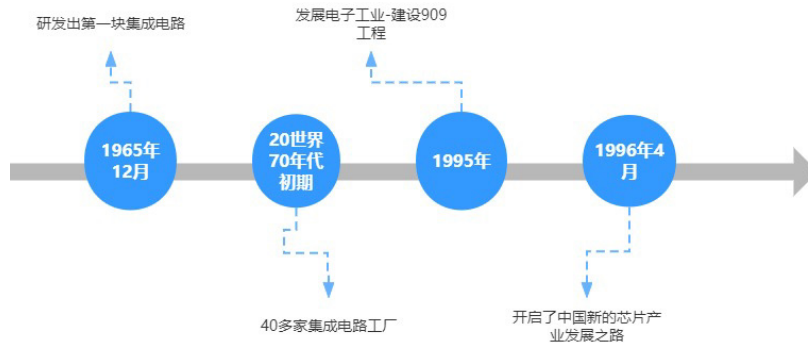 研发出第一块集成电路
发展电子工业-建设909
工程
1965年
12月
20世界
70年代
初期
1995年
1996年4
月
40多家集成电路工厂
开启了中国新的芯片产
业发展之路